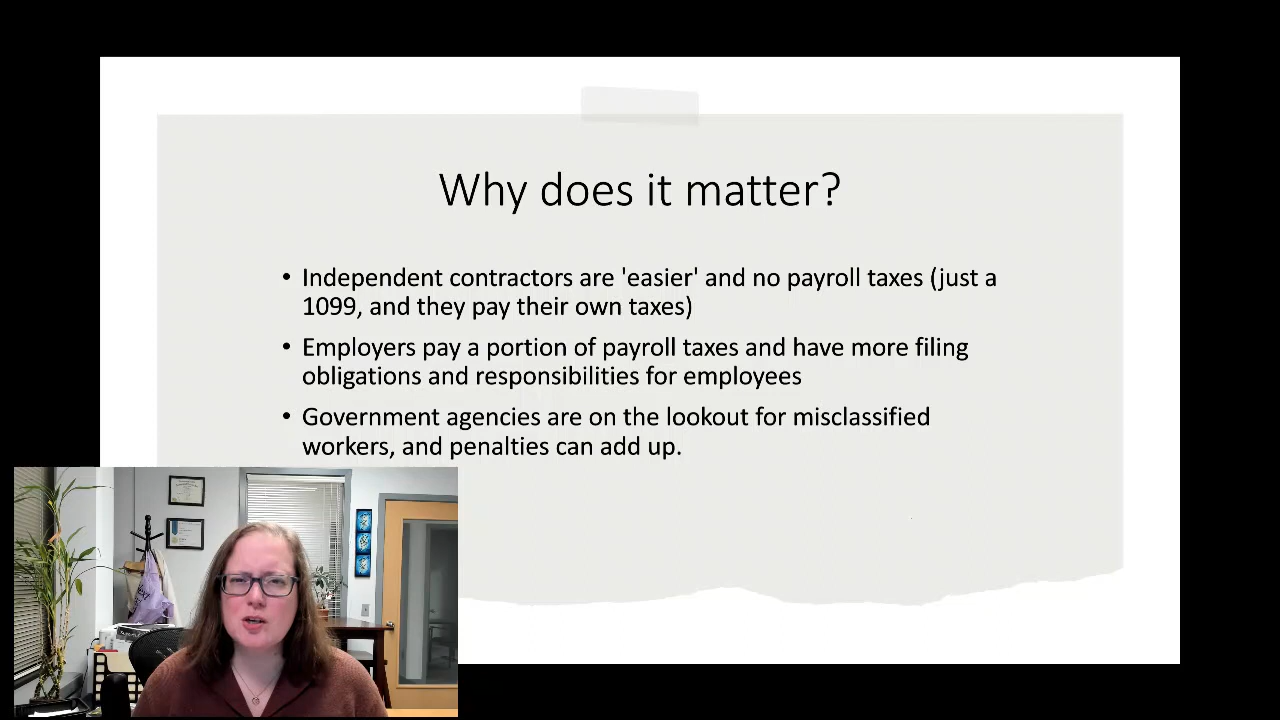 Why does it matter?
• Independent contractors are 'easier' and no payroll taxes (just a
1099, and they pay their own taxes)
• Employers pay a portion of payroll taxes and have more filing
obligations and responsibilities for employees
• Government agencies are on the lookout for misclassified
workers, and penalties can add up.